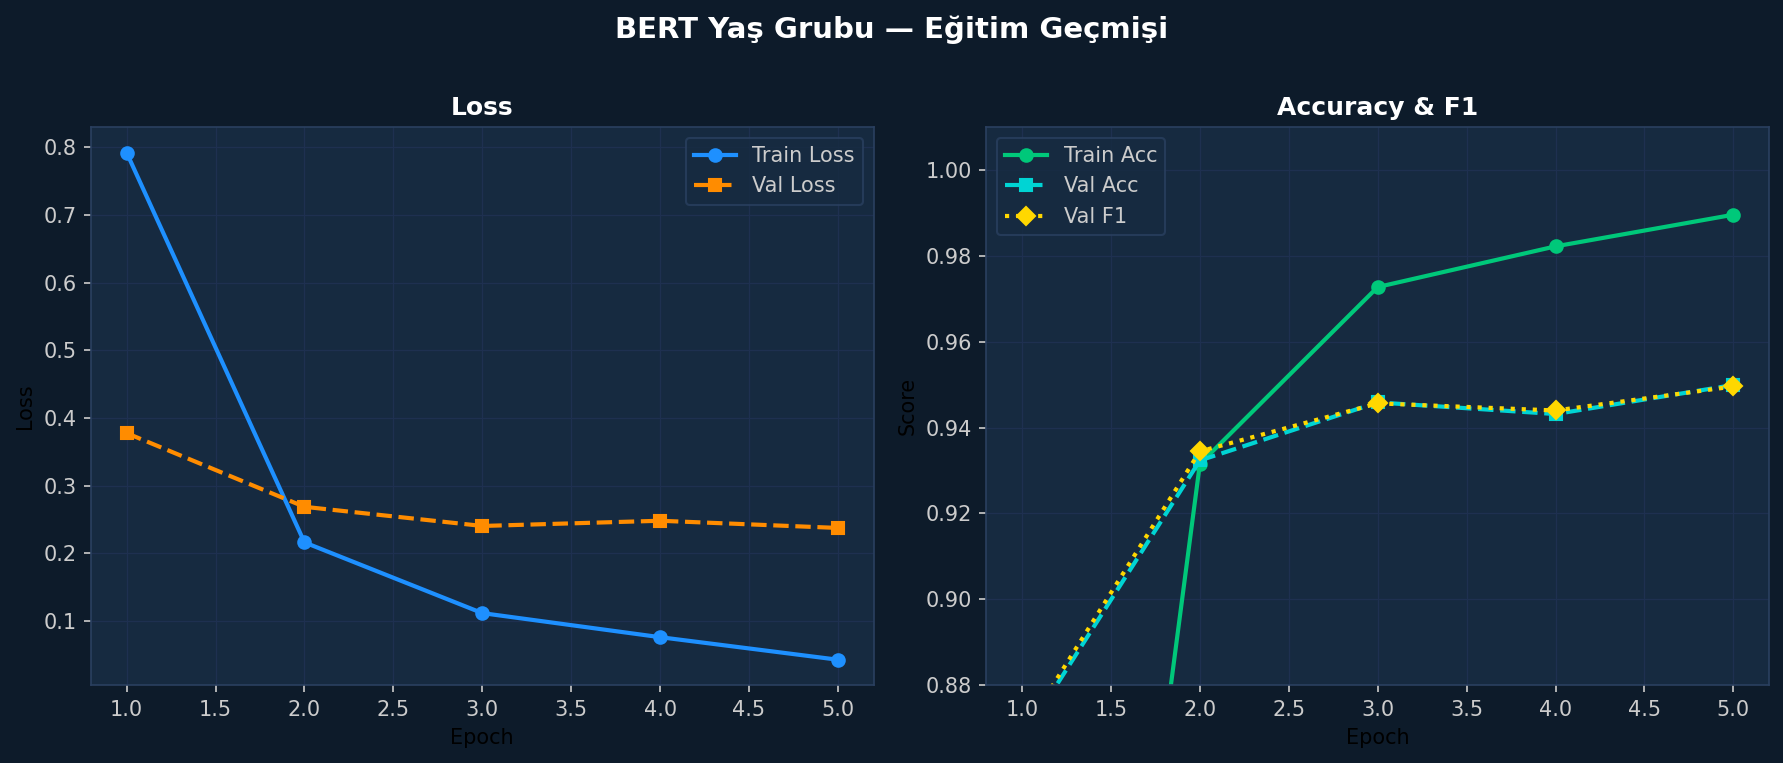 BERT Yaş Grubu — Eğitim Geçmişi
Loss
Train Loss
Val Loss
0.8
0.7
0.6
0.5
0.4
0.3
0.2
0.1
Loss
1.0 1.5 2.0 2.5 3.0 3.5 4.0 4.5 5.0
Epoch
Accuracy & F1
Train Acc
Val Acc
Val F1
1.00
0.98
0.96
0.94
0.92
0.90
0.88
Score
1.0 1.5 2.0 2.5 3.0 3.5 4.0 4.5 5.0
Epoch